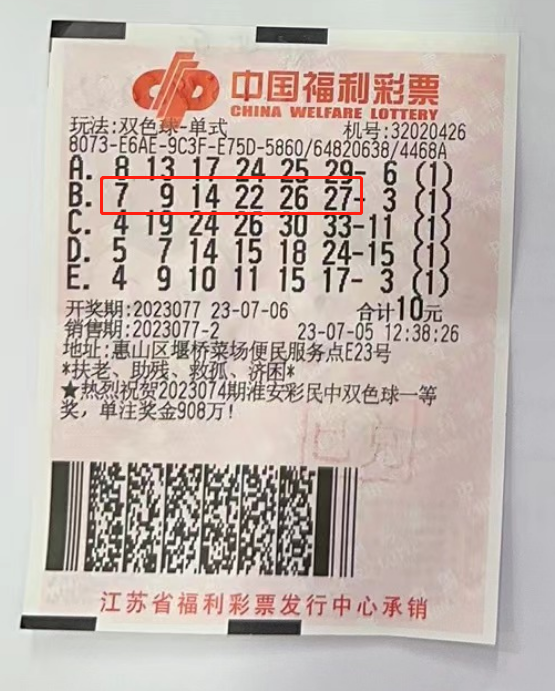 中国福利彩票
CHINA WELFARE LOTTERY
玩法:双色球-单式 机号:32020426
8073-E6AE-9C3F-E75D-5860/64820638/4468A
A. 8 13 17 24 25 29- 6 (1)
B. 7 9 14 22 26 27- 3 (1)
C. 4 19 24 26 30 33-11 (1)
D. 5 7 14 15 18 24-15 (1)
E. 4 9 10 11 15 17- 3 (1)
开奖期:2023077 23-07-06 合计10元
销售期:2023077-2 23-07-05 12:38:26
地址:惠山区堰桥菜场便民服务点E23号
*扶老、助残、救孤、济困*
★热烈祝贺2023074期淮安彩民中双色球一等
奖，单注奖金908万!
江苏省福利彩票发行中心承销